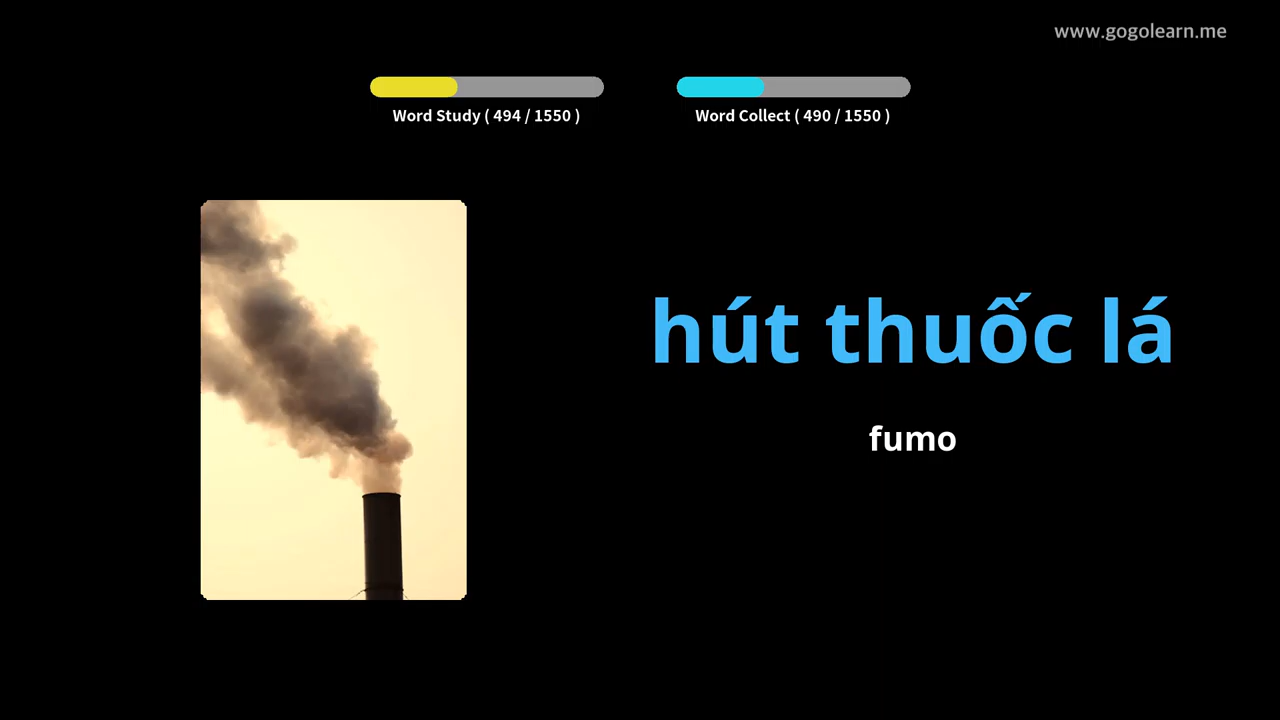 www.gogolearn.me
Word Study ( 494 / 1550 )
Word Collect ( 490 / 1550 )
hút thuốc lá
fumo